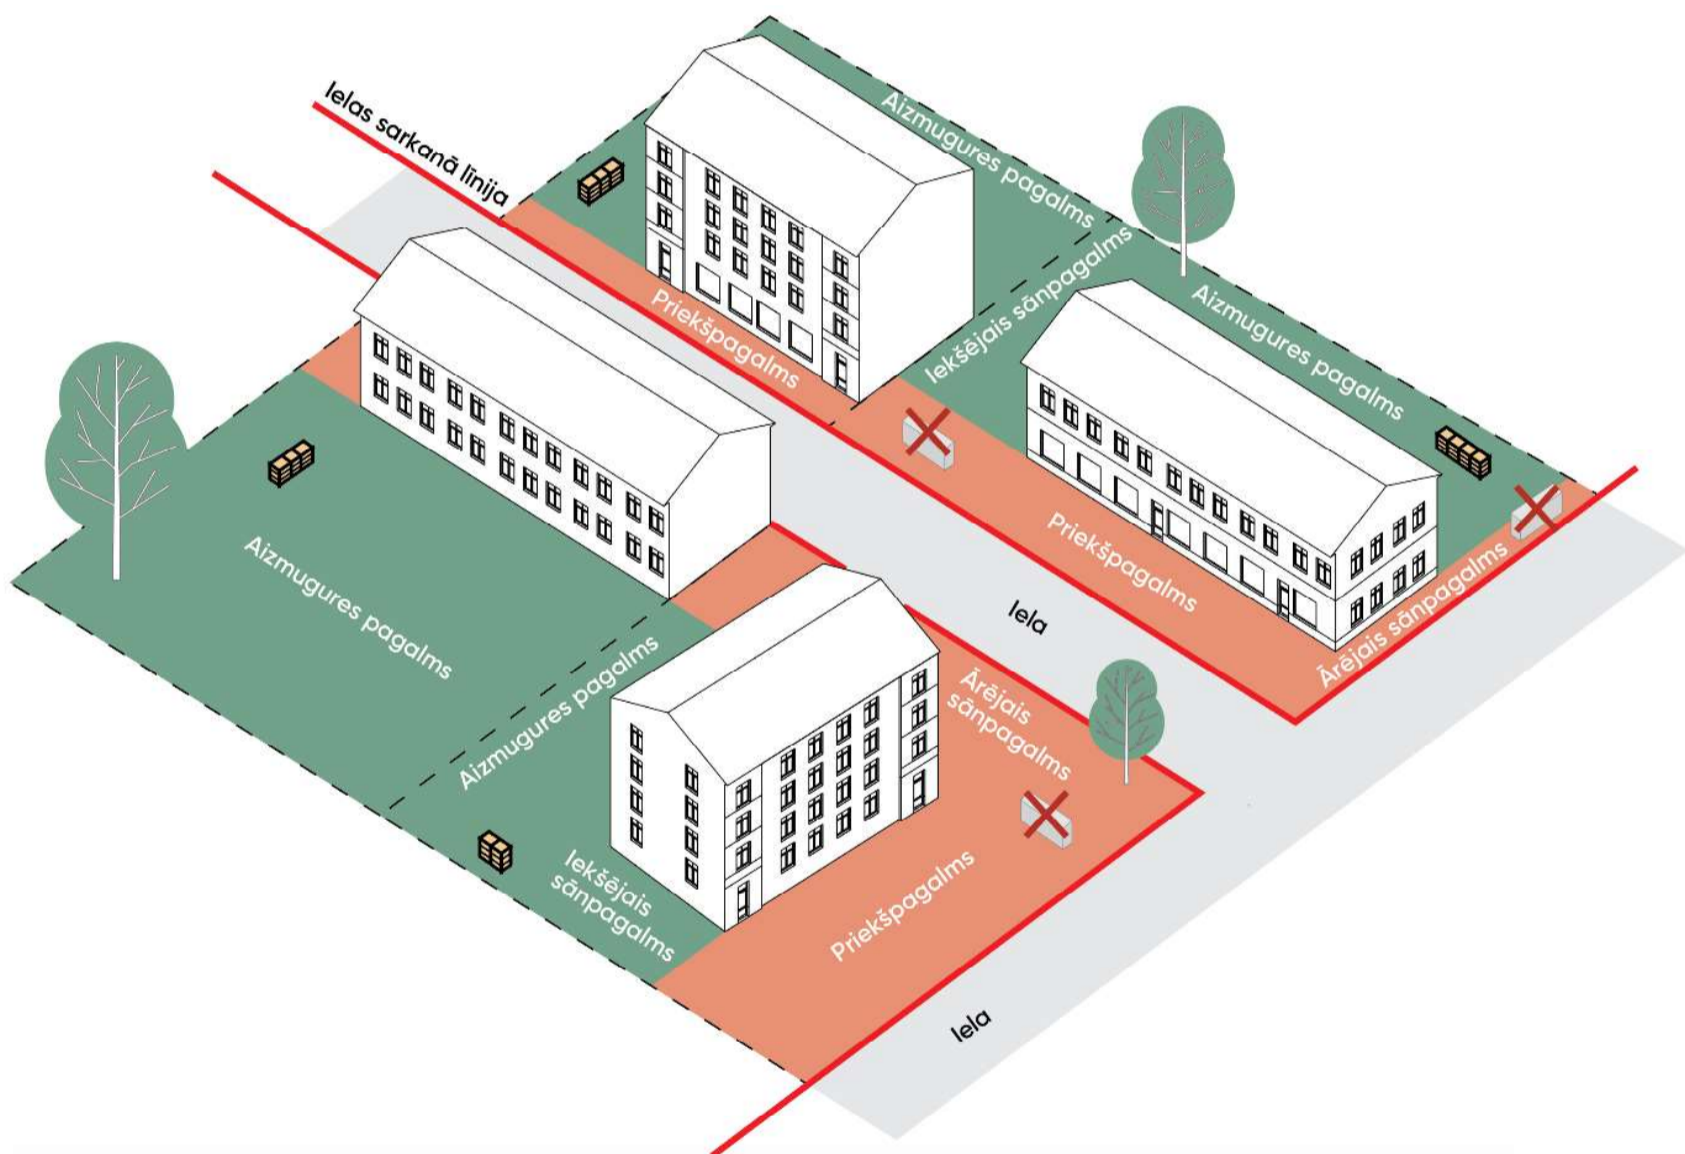 Ielas sarkanā līnija
Aizmugures pagalms
Iekšējais sānpagalms
Aizmugures pagalms
Priekšpagalms
Priekšpagalms
Ārējais sānpagalms
Iela
Aizmugures pagalms
Aizmugures pagalms
Ārējais
sānpagalms
Iekšējais
sānpagalms
Priekšpagalms
Iela